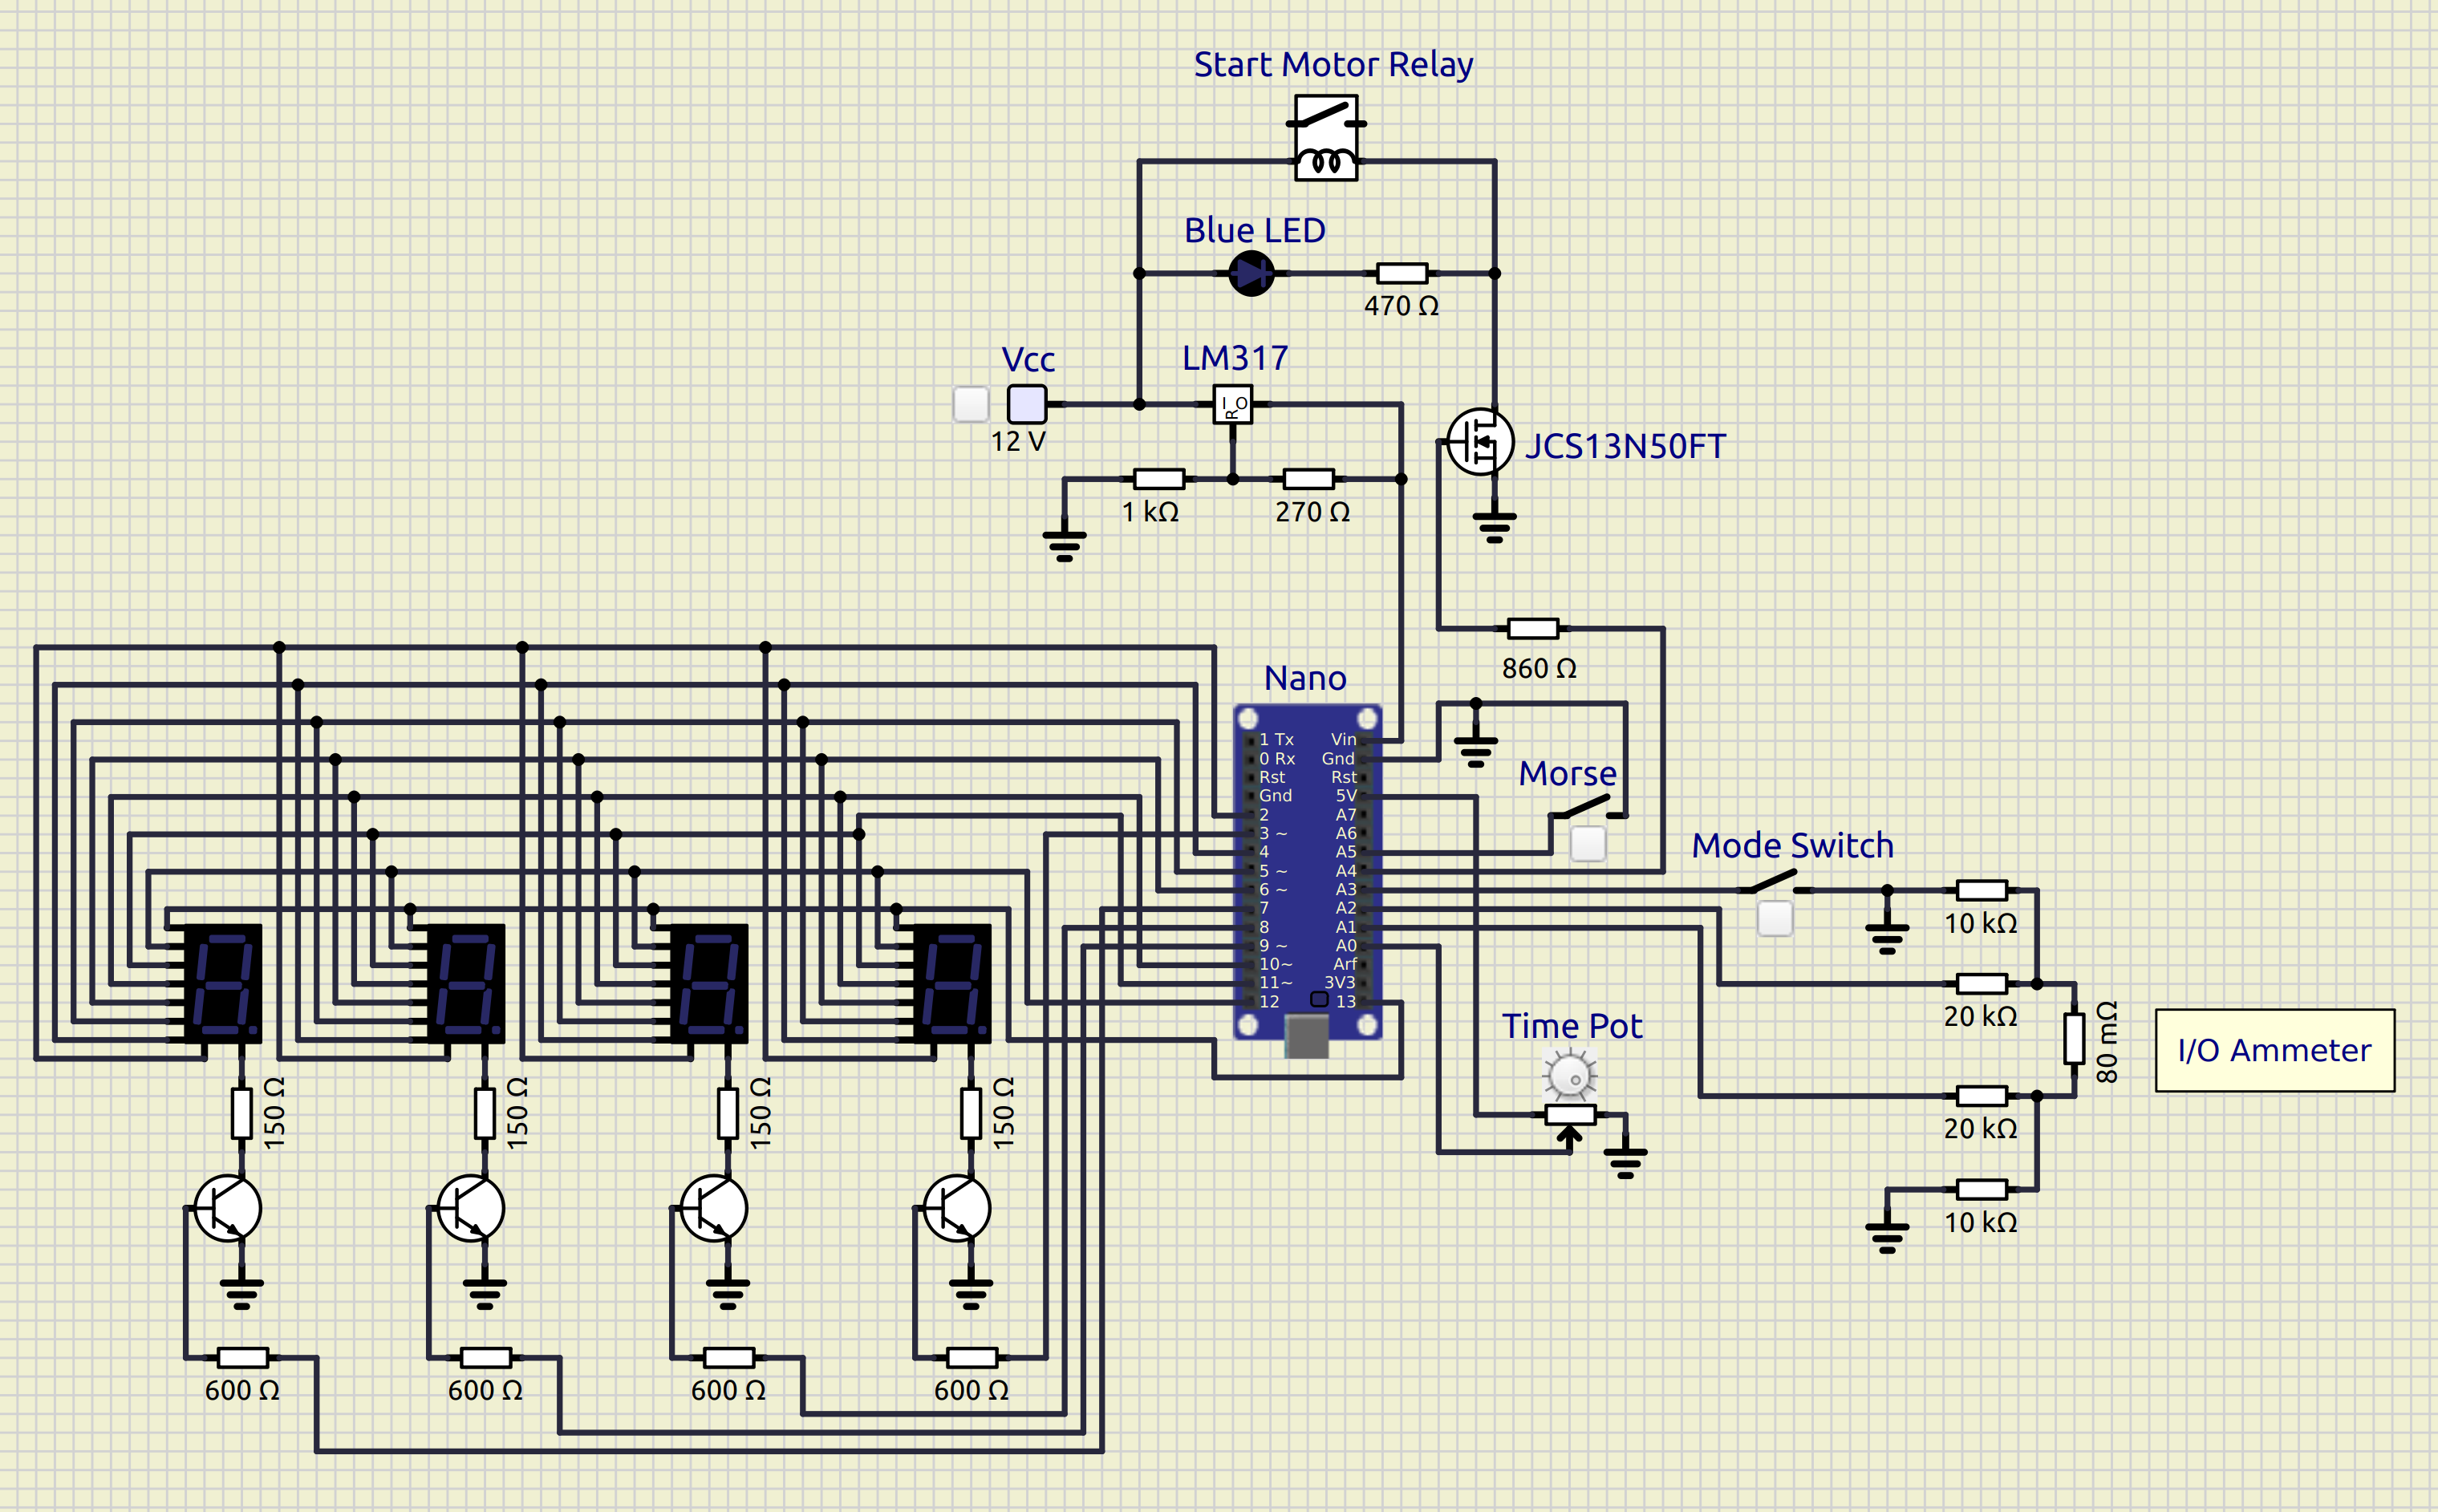 Start Motor Relay
Blue LED
470 Ω
Vcc
LM317
I
O
R
12 V
JCS13N50FT
1 kΩ
270 Ω
860 Ω
Nano
1 Tx
Vin
0 Rx
Gnd
Rst
Rst
Gnd
5V
2
A7
3 ~
A6
4
A5
5 ~
A4
6 ~
A3
7
A2
8
A1
9 ~
A0
10~
Arf
11~
3V3
12
13
Morse
Mode Switch
10 kΩ
20 kΩ
80 mΩ
I/O Ammeter
Time Pot
20 kΩ
10 kΩ
150 Ω
150 Ω
150 Ω
150 Ω
600 Ω
600 Ω
600 Ω
600 Ω